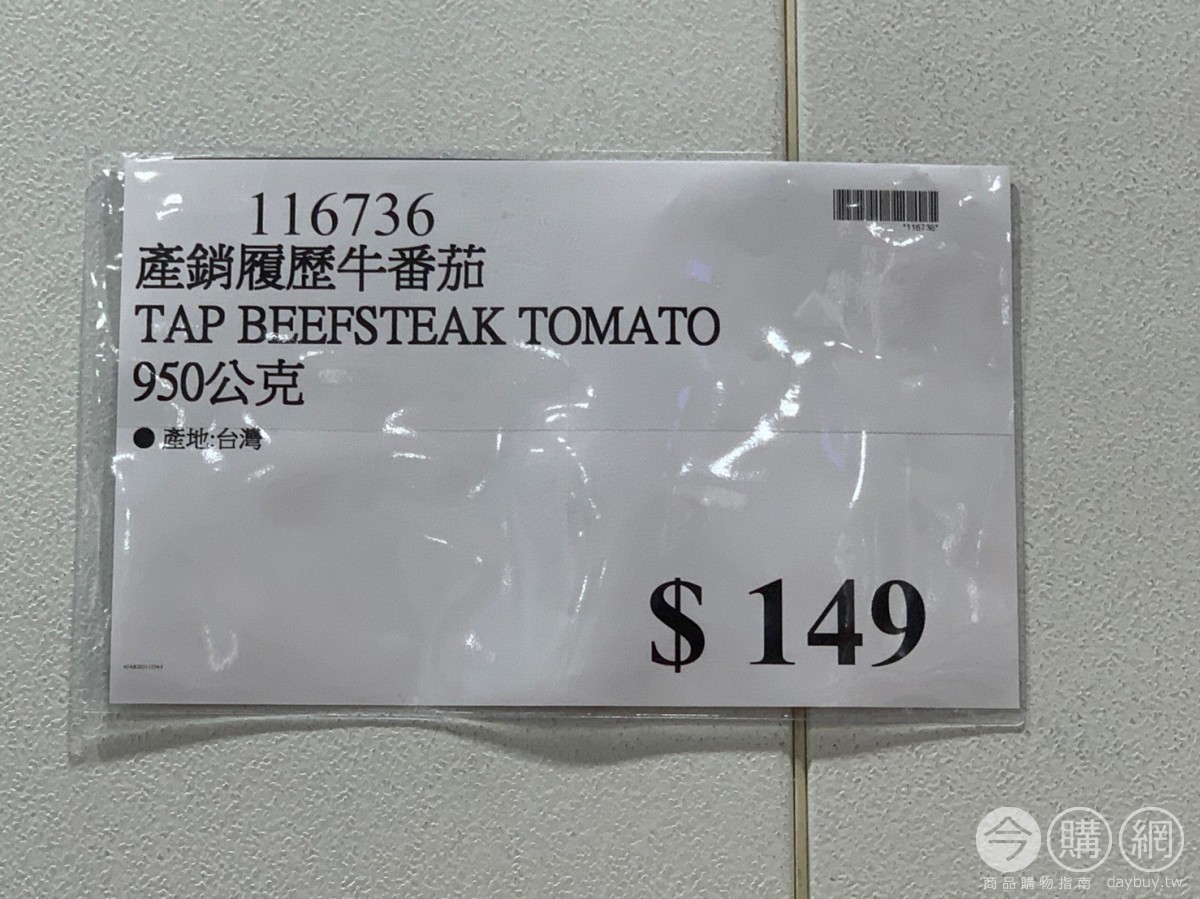 116736
*116736*
產銷履歷牛番茄
TAP BEEFSTEAK TOMATO
950公克
● 產地:台灣
$ 149
今購網
商品購物指南 daybuy.tw